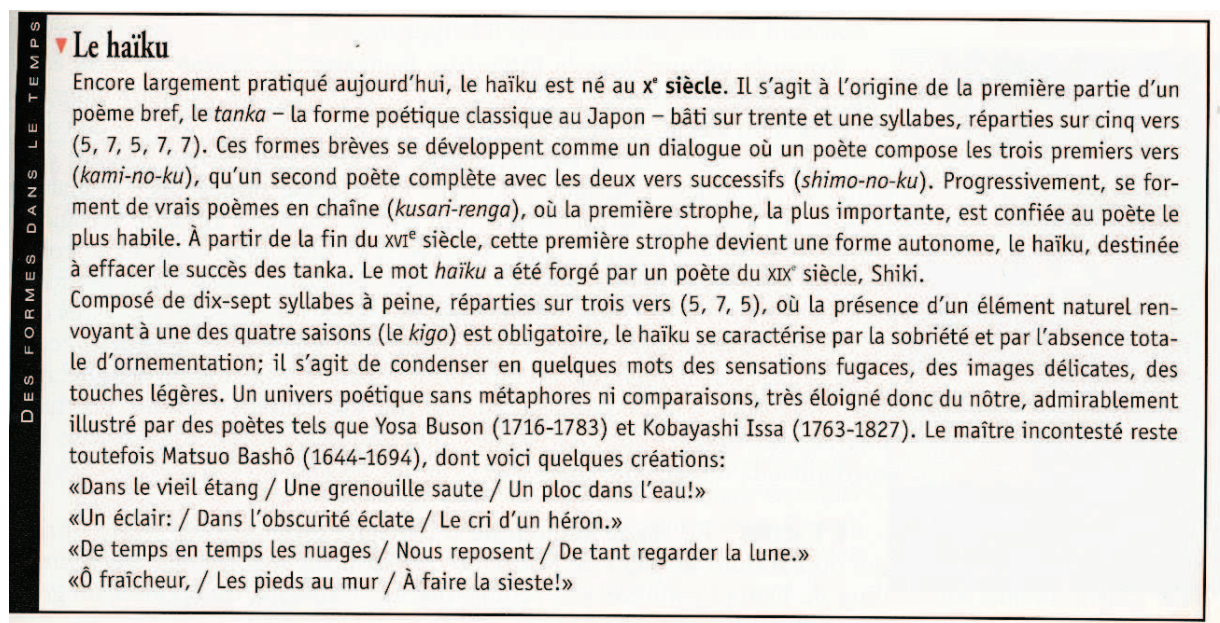 DES FORMES DANS LE TEMPS
Le haïku
Encore largement pratiqué aujourd'hui, le haïku est né au Xe siècle. Il s'agit à l'origine de la première partie d'un
poème bref, le tanka – la forme poétique classique au Japon – bâti sur trente et une syllabes, réparties sur cinq vers
(5, 7, 5, 7, 7). Ces formes brèves se développent comme un dialogue où un poète compose les trois premiers vers
(kami-no-ku), qu'un second poète complète avec les deux vers successifs (shimo-no-ku). Progressivement, se for-
ment de vrais poèmes en chaîne (kusari-renga), où la première strophe, la plus importante, est confiée au poète le
plus habile. À partir de la fin du XVIe siècle, cette première strophe devient une forme autonome, le haïku, destinée
à effacer le succès des tanka. Le mot haïku a été forgé par un poète du XIXe siècle, Shiki.
Composé de dix-sept syllabes à peine, réparties sur trois vers (5, 7, 5), où la présence d'un élément naturel ren-
voyant à une des quatre saisons (le kigo) est obligatoire, le haïku se caractérise par la sobriété et par l'absence tota-
le d'ornementation; il s'agit de condenser en quelques mots des sensations fugaces, des images délicates, des
touches légères. Un univers poétique sans métaphores ni comparaisons, très éloigné donc du nôtre, admirablement
illustré par des poètes tels que Yosa Buson (1716-1783) et Kobayashi Issa (1763-1827). Le maître incontesté reste
toutefois Matsuo Bashô (1644-1694), dont voici quelques créations:
«Dans le vieil étang / Une grenouille saute / Un ploc dans l'eau!»
«Un éclair: / Dans l'obscurité éclate / Le cri d'un héron.»
«De temps en temps les nuages / Nous reposent / De tant regarder la lune.»
«Ô fraîcheur, / Les pieds au mur / À faire la sieste!»